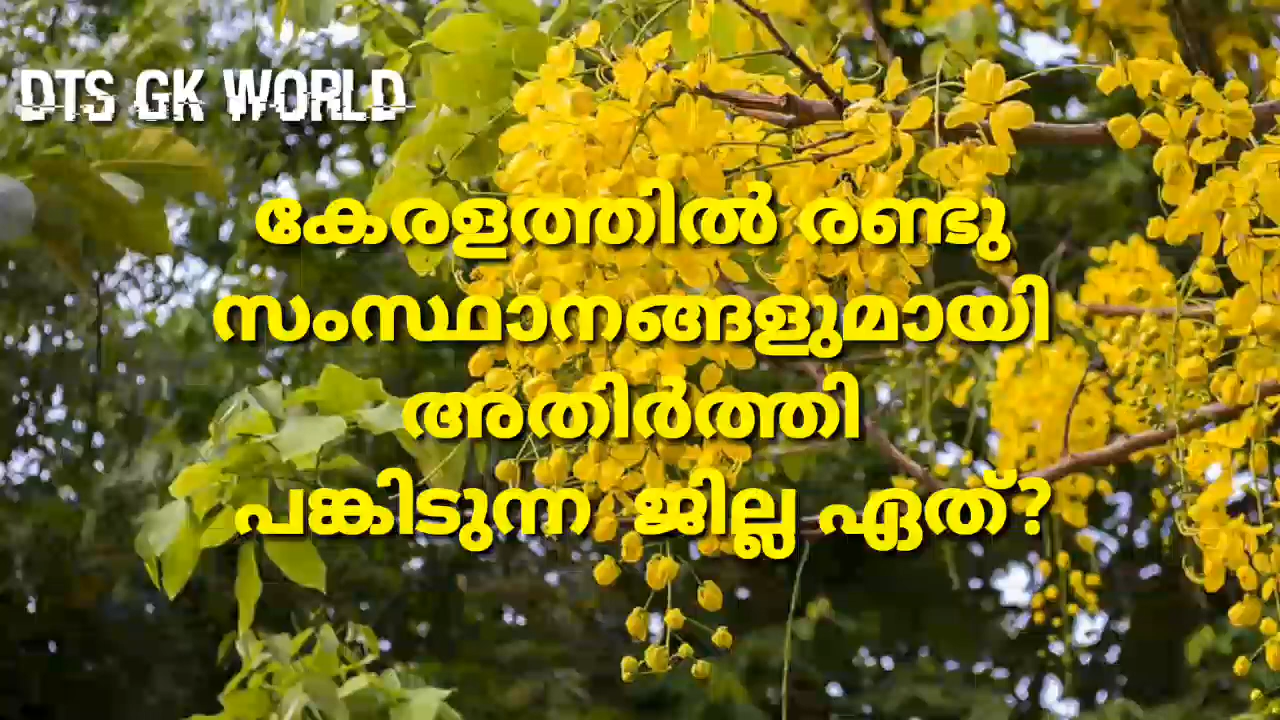 DTS GK WORLD
കേരളത്തിൽ രണ്ടു
സംസ്ഥാനങ്ങളുമായി
അതിർത്തി
പങ്കിടുന്ന ജില്ല ഏത്?